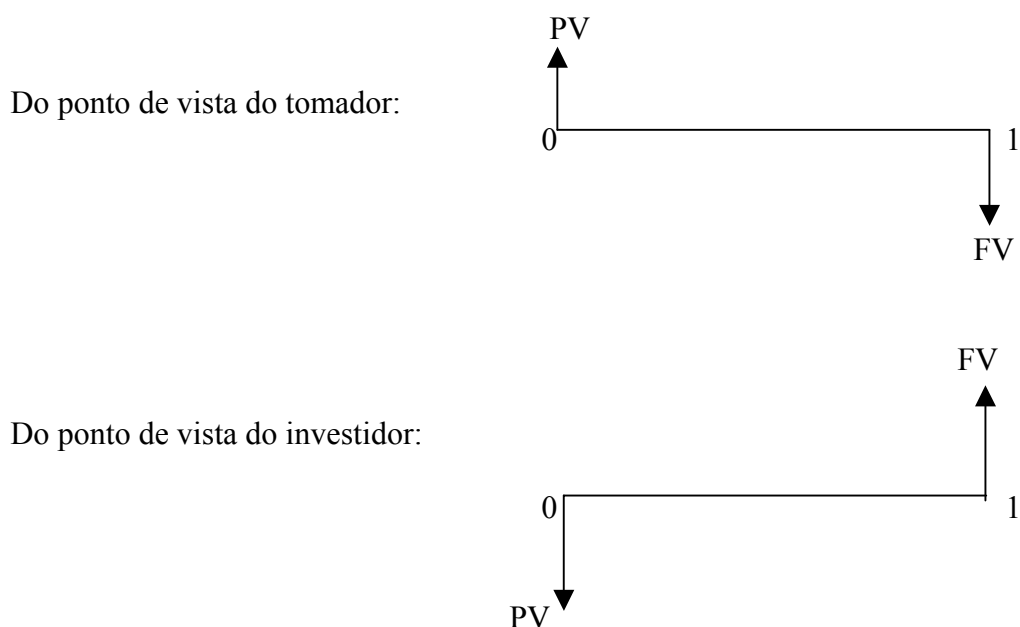 PV
Do ponto de vista do tomador:
0 1
FV
FV
Do ponto de vista do investidor:
0 1
PV